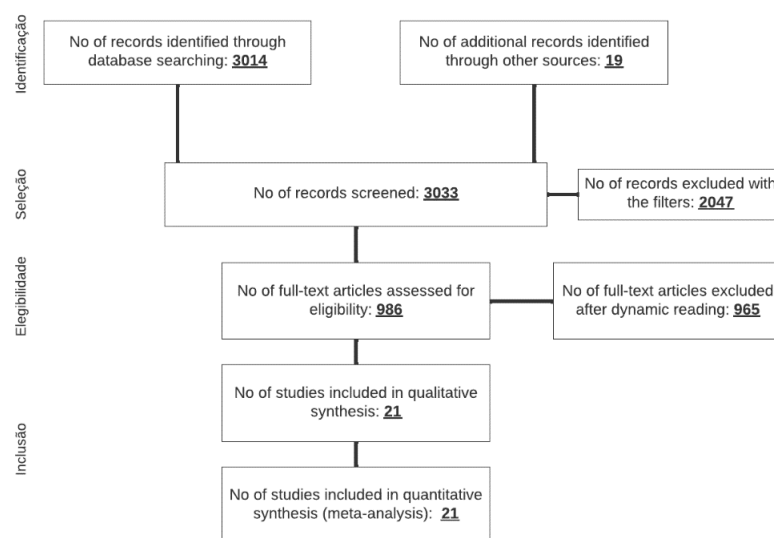 Identificação
No of records identified through
database searching: 3014
No of additional records identified
through other sources: 19
Seleção
No of records screened: 3033
No of records excluded with
the filters: 2047
Elegibilidade
No of full-text articles assessed for
eligibility: 986
No of full-text articles excluded
after dynamic reading: 965
Inclusão
No of studies included in qualitative
synthesis: 21
No of studies included in quantitative
synthesis (meta-analysis): 21